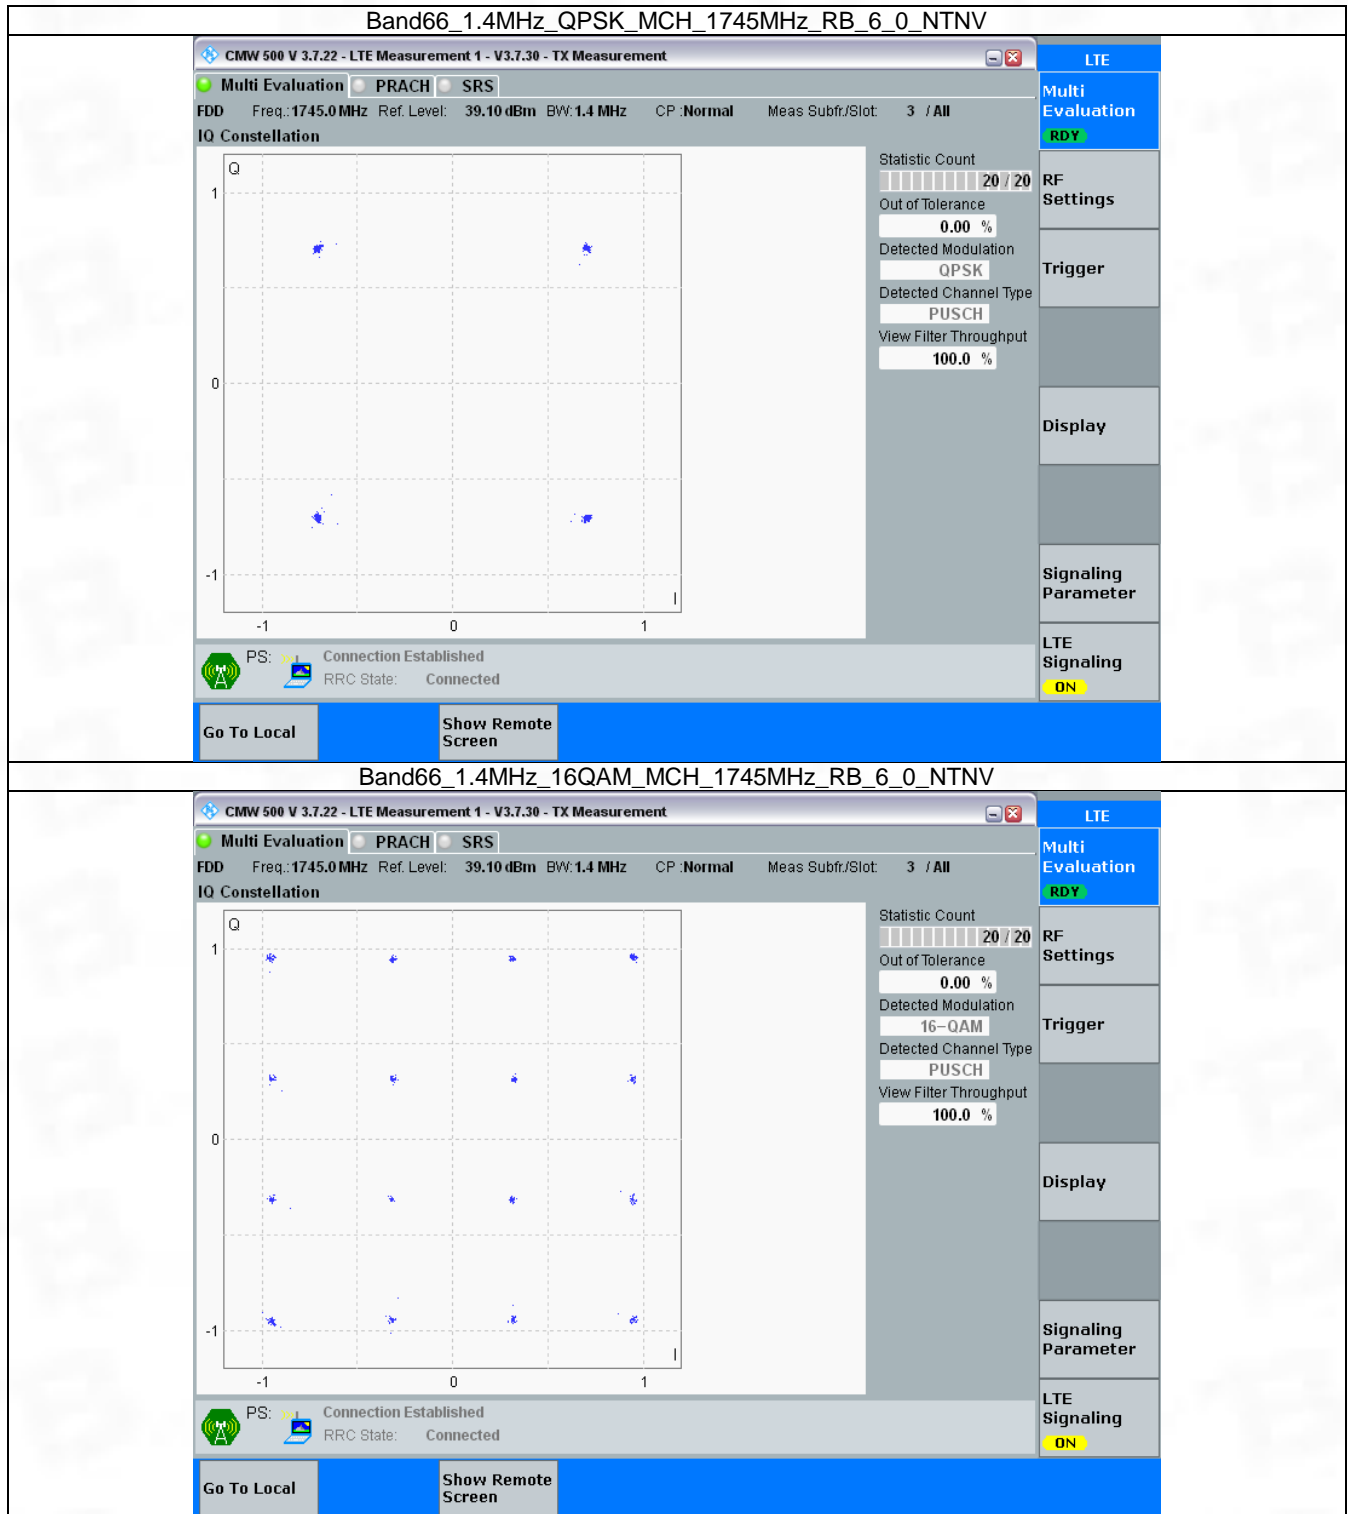 Band66_1.4MHz_QPSK_MCH_1745MHz_RB_6_0_NTNV
CMW 500 V 3.7.22 - LTE Measurement 1 - V3.7.30 - TX Measurement
LTE
Multi Evaluation PRACH SRS
Multi
Evaluation
RDY
FDD Freq.:1745.0 MHz Ref. Level: 39.10 dBm BW:1.4 MHz CP :Normal Meas Subfr./Slot: 3 / All
IQ Constellation
Q
1
0
-1
I
-1 0 1
Statistic Count
20 / 20
Out of Tolerance
0.00 %
Detected Modulation
QPSK
Detected Channel Type
PUSCH
View Filter Throughput
100.0 %
RF
Settings
Trigger
Display
Signaling
Parameter
LTE
Signaling
ON
PS: Connection Established
RRC State: Connected
Go To Local
Show Remote
Screen
Band66_1.4MHz_16QAM_MCH_1745MHz_RB_6_0_NTNV
CMW 500 V 3.7.22 - LTE Measurement 1 - V3.7.30 - TX Measurement
LTE
Multi Evaluation PRACH SRS
Multi
Evaluation
RDY
FDD Freq.:1745.0 MHz Ref. Level: 39.10 dBm BW:1.4 MHz CP :Normal Meas Subfr./Slot: 3 / All
IQ Constellation
Q
1
0
-1
I
-1 0 1
Statistic Count
20 / 20
Out of Tolerance
0.00 %
Detected Modulation
16-QAM
Detected Channel Type
PUSCH
View Filter Throughput
100.0 %
RF
Settings
Trigger
Display
Signaling
Parameter
LTE
Signaling
ON
PS: Connection Established
RRC State: Connected
Go To Local
Show Remote
Screen